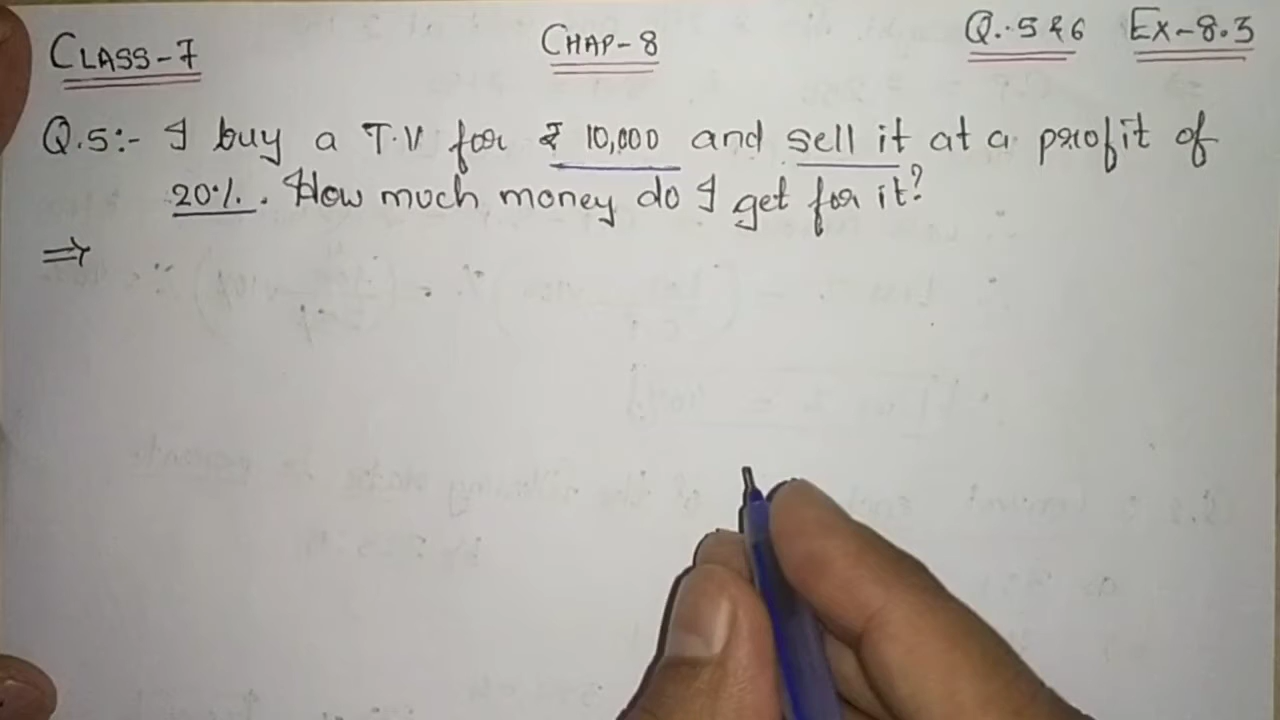 CLASS-7
CHAP-8
Q.5&6 EX-8.3
Q.5:- I buy a T.V for ₹ 10,000 and sell it at a profit of
20%. How much money do I get for it?
⇒